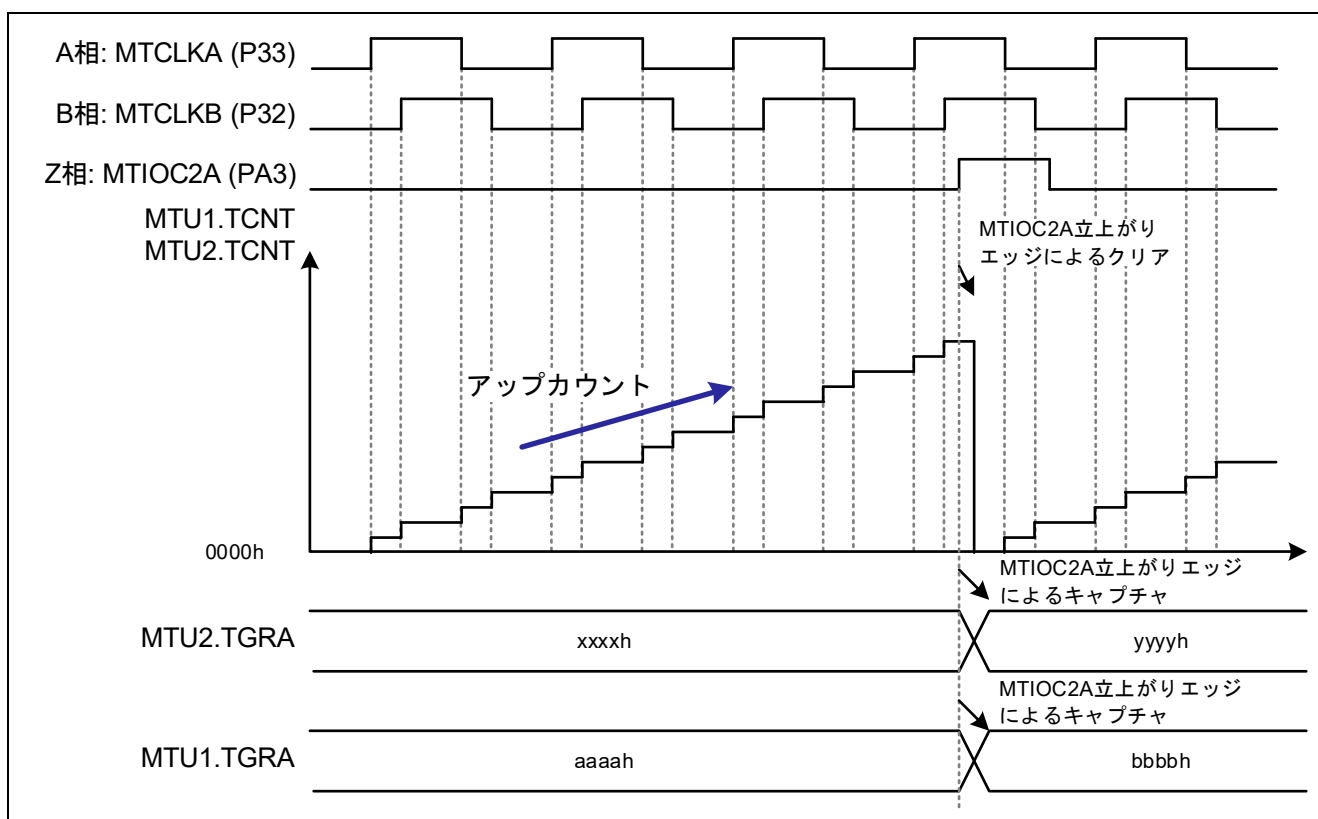 A相: MTCLKA (P33)
B相: MTCLKB (P32)
Z相: MTIOC2A (PA3)
MTU1.TCNT
MTU2.TCNT
MTIOC2A立上がり
エッジによるクリア
アップカウント
0000h
MTIOC2A立上がりエッジ
によるキャプチャ
MTU2.TGRA
xxxxh
yyyyh
MTIOC2A立上がりエッジ
によるキャプチャ
MTU1.TGRA
aaaah
bbbbh